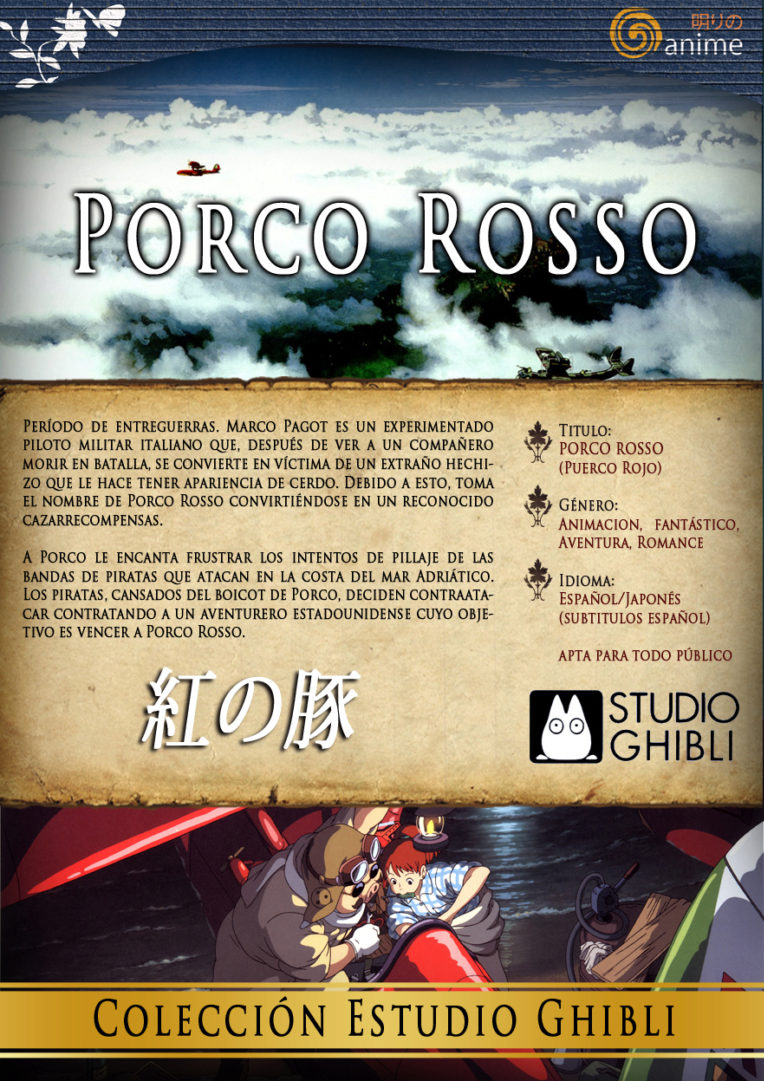 明りの
anime
PORCO ROSSO
PERÍODO DE ENTREGUERRAS. MARCO PAGOT ES UN EXPERIMENTADO
PILOTO MILITAR ITALIANO QUE, DESPUÉS DE VER A UN COMPAÑERO
MORIR EN BATALLA, SE CONVIERTE EN VÍCTIMA DE UN EXTRAÑO HECHI-
ZO QUE LE HACE TENER APARIENCIA DE CERDO. DEBIDO A ESTO, TOMA
EL NOMBRE DE PORCO ROSSO CONVIRTIÉNDOSE EN UN RECONOCIDO
CAZARRECOMPENSAS.
A PORCO LE ENCANTA FRUSTRAR LOS INTENTOS DE PILLAJE DE LAS
BANDAS DE PIRATAS QUE ATACAN EN LA COSTA DEL MAR ADRIÁTICO.
LOS PIRATAS, CANSADOS DEL BOICOT DE PORCO, DECIDEN CONTRAATA-
CAR CONTRATANDO A UN AVENTURERO ESTADOUNIDENSE CUYO OBJE-
TIVO ES VENCER A PORCO ROSSO.
TITULO:
PORCO ROSSO
(PUERCO ROJO)
GÉNERO:
ANIMACION, FANTÁSTICO,
AVENTURA, ROMANCE
IDIOMA:
ESPAÑOL/JAPONÉS
(SUBTITULOS ESPAÑOL)
APTA PARA TODO PÚBLICO
紅の豚
STUDIO
GHIBLI
COLECCIÓN ESTUDIO GHIBLI